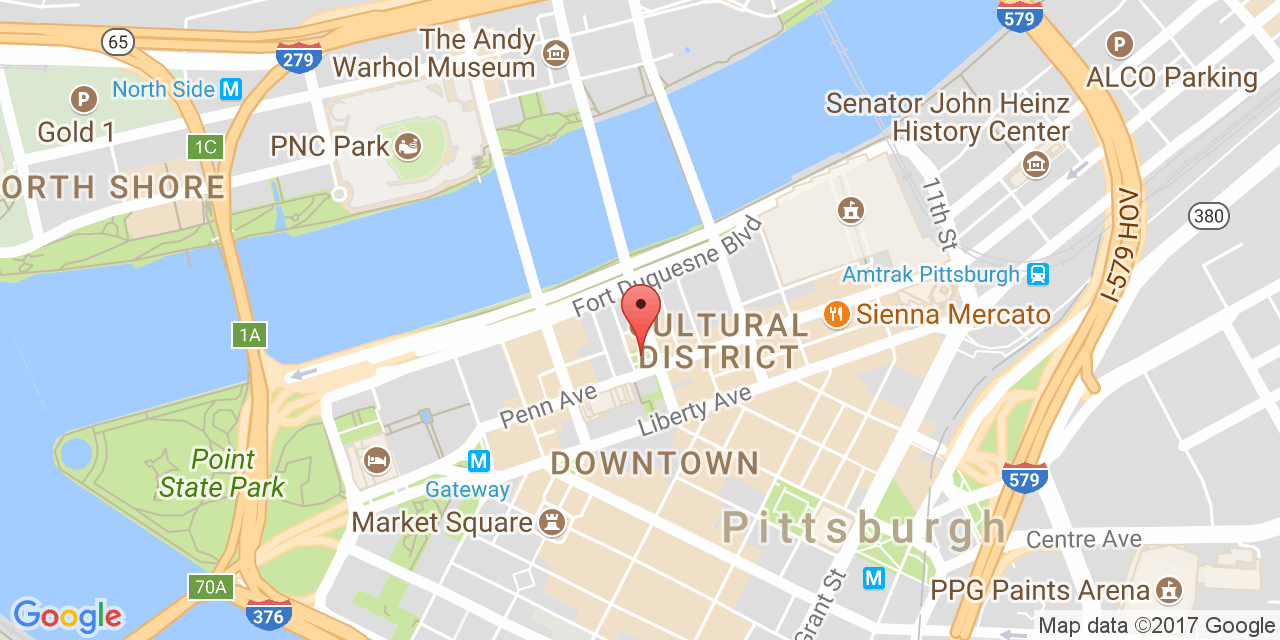 65
279
579
The Andy
Warhol Museum
P
ALCO Parking
North Side M
P
Gold 1
Senator John Heinz
History Center
1C
PNC Park
ORTH SHORE
11th St
I-579 HOV
380
Fort Duquesne Blvd
Amtrak Pittsburgh
Sienna Mercato
1A
CULTURAL
DISTRICT
Penn Ave
Liberty Ave
Point
State Park
M
Gateway
DOWNTOWN
579
Market Square
Pittsburgh
Centre Ave
70A
M
Grant St
PPG Paints Arena
376
Google
Map data ©2017 Google